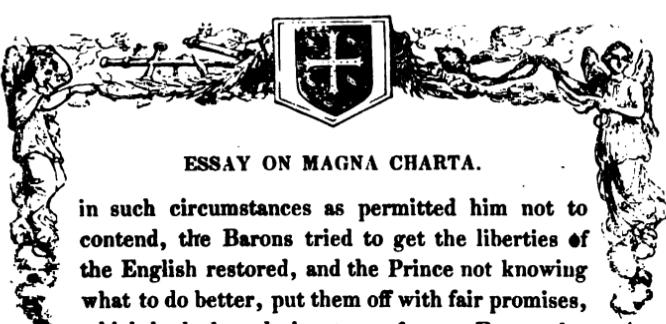 ESSAY ON MAGNA CHARTA.
in such circumstances as permitted him not to
contend, the Barons tried to get the liberties of
the English restored, and the Prince not knowing
what to do better, put them off with fair promises,